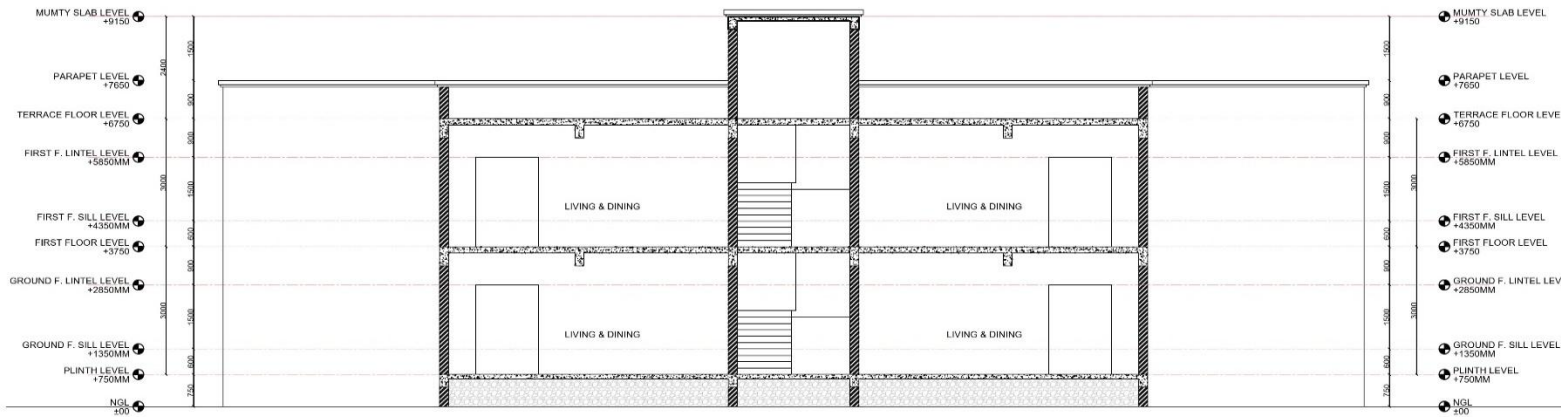 MUMTY SLAB LEVEL
+9150
PARAPET LEVEL
+7650
TERRACE FLOOR LEVEL
+6750
FIRST F. LINTEL LEVEL
+5850MM
FIRST F. SILL LEVEL
+4350MM
FIRST FLOOR LEVEL
+3750
GROUND F. LINTEL LEVEL
+2850MM
GROUND F. SILL LEVEL
+1350MM
PLINTH LEVEL
+750MM
NGL
±00
2400
3000
3000
1500
900
900
1500
600
900
1500
600
750
LIVING & DINING
LIVING & DINING
LIVING & DINING
LIVING & DINING
1500
900
900
1500
600
900
1500
600
750
3000
3000
MUMTY SLAB LEVEL
+9150
PARAPET LEVEL
+7650
TERRACE FLOOR LEVE
+6750
FIRST F. LINTEL LEVEL
+5850MM
FIRST F. SILL LEVEL
+4350MM
FIRST FLOOR LEVEL
+3750
GROUND F. LINTEL LEV
+2850MM
GROUND F. SILL LEVEL
+1350MM
PLINTH LEVEL
+750MM
NGL
±00